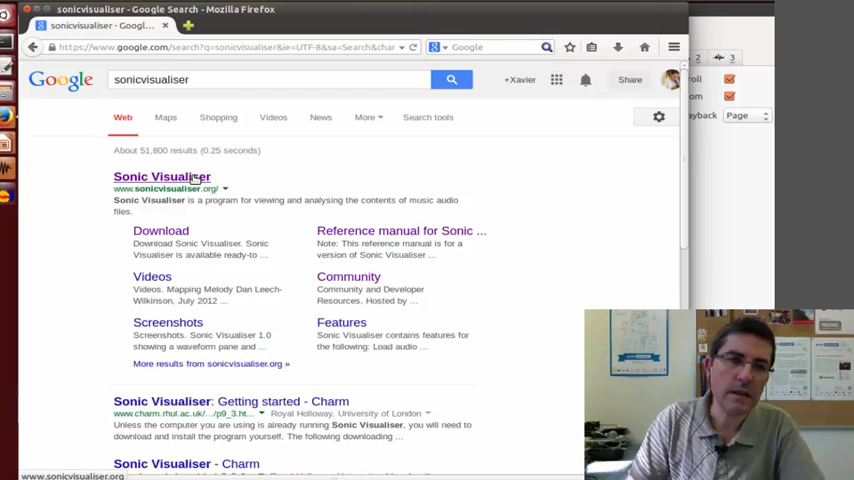 sonicvisualiser - Google Search - Mozilla Firefox
sonicvisualiser - Googl...
https://www.google.com/search?q=sonicvisualiser&ie=UTF-8&sa=Search&char
Google
Google
sonicvisualiser
+Xavier
Share
Web
Maps
Shopping
Videos
News
More
Search tools
About 51,800 results (0.25 seconds)
Sonic Visualiser
www.sonicvisualiser.org/
Sonic Visualiser is a program for viewing and analysing the contents of music audio
files.
Download
Download Sonic Visualiser. Sonic
Visualiser is available ready-to ...
Reference manual for Sonic ...
Note: This reference manual is for a
version of Sonic Visualiser ...
Videos
Videos. Mapping Melody Dan Leech-
Wilkinson, July 2012 ...
Community
Community and Developer
Resources. Hosted by ...
Screenshots
Screenshots. Sonic Visualiser 1.0
showing a waveform pane and ...
Features
Sonic Visualiser contains features for
the following: Load audio ...
More results from sonicvisualiser.org »
Sonic Visualiser: Getting started - Charm
www.charm.rhul.ac.uk/.../p9_3.ht...
Royal Holloway, University of London
Unless the computer you are using is already running Sonic Visualiser, you will need to
download and install the program yourself. The following downloading ...
Sonic Visualiser - Charm
www.sonicvisualiser.org
2
3
roll
om
yback
Page